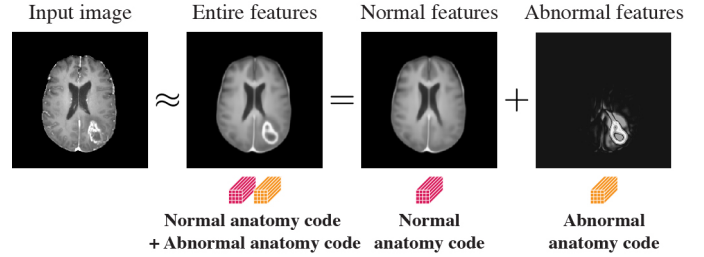 Input image
Entire features
Normal features
Abnormal features
≈
=
+
Normal anatomy code
+ Abnormal anatomy code
Normal
anatomy code
Abnormal
anatomy code